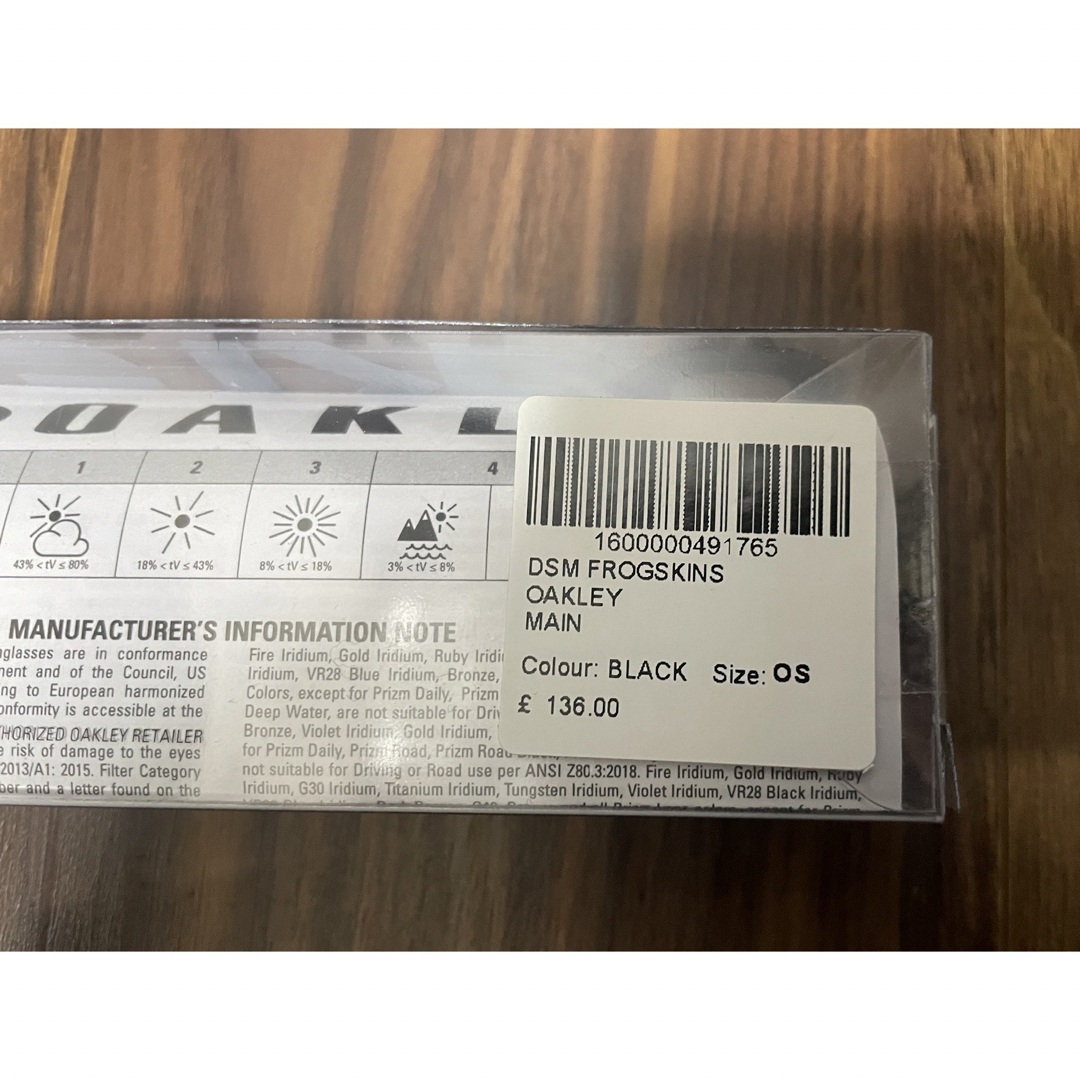 OAKL
1 2 3 4
43% < tV ≤ 80% 18% < tV ≤ 43% 8% < tV ≤ 18% 3% < tV ≤ 8%
MANUFACTURER'S INFORMATION NOTE
glasses are in conformance
ment and of the Council, US
ng to European harmonized
onformity is accessible at the
THORIZED OAKLEY RETAILER
e risk of damage to the eyes
2013/A1: 2015. Filter Category
ber and a letter found on the
Fire Iridium, Gold Iridium, Ruby
Iridium, VR28 Blue Iridium, Bronze,
Colors, except for Prizm Daily, Prizm
Deep Water, are not suitable for
Bronze, Violet Iridium, Gold Iridium,
for Prizm Daily, Prizm Road, Prizm Road
not suitable for Driving or Road use per ANSI Z80.3:2018. Fire Iridium, Gold Iridium, Ruby
Iridium, G30 Iridium, Titanium Iridium, Tungsten Iridium, Violet Iridium, VR28 Black Iridium,
1600000491765
DSM FROGSKINS
OAKLEY
MAIN
Colour: BLACK Size: OS
£ 136.00